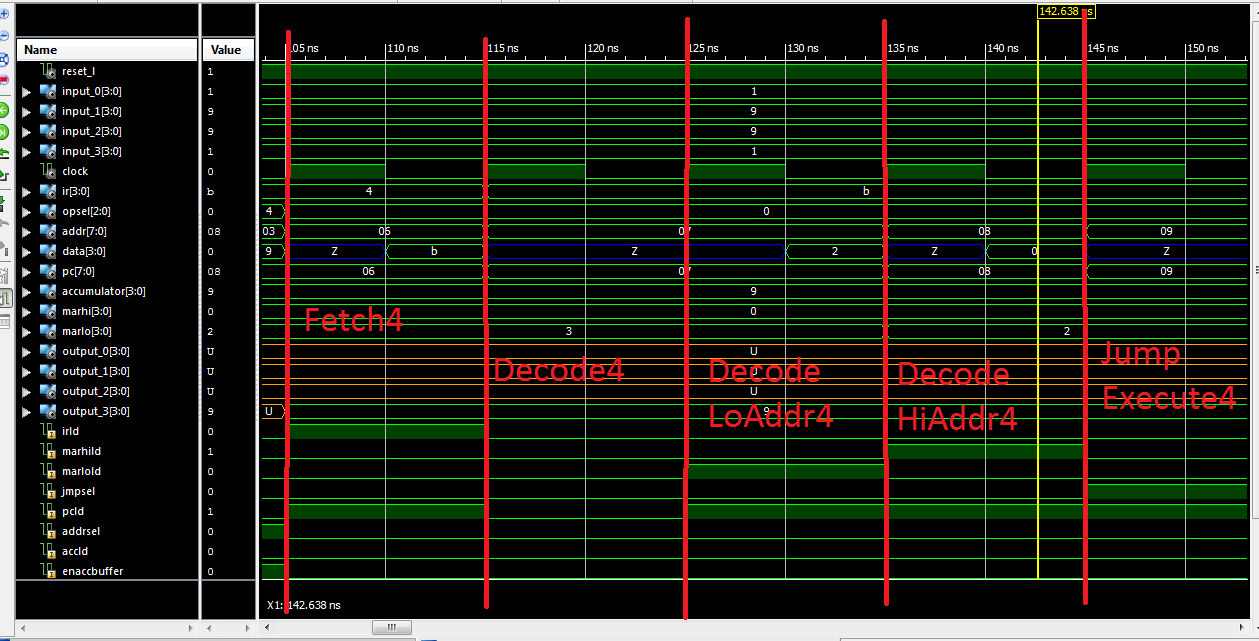 142.638 ns
Name
Value
105 ns 110 ns 115 ns 120 ns 125 ns 130 ns 135 ns 140 ns 145 ns 150 ns
reset_l 1
input_0[3:0] 1 1
input_1[3:0] 9 9
input_2[3:0] 9 9
input_3[3:0] 1 1
clock 0
ir[3:0] b 4 b
opsel[2:0] 0 4 0
addr[7:0] 08 03 05 07 08 09
data[3:0] 0 9 Z b Z 2 Z 0 Z
pc[7:0] 08 06 07 08 09
accumulator[3:0] 9 9
marhi[3:0] 0 0
marlo[3:0] 2 3 2
output_0[3:0] U U
output_1[3:0] U
output_2[3:0] U U
output_3[3:0] 9 U 9
irld 0
marhild 1
marlold 0
jmpsel 0
pcld 1
addrsel 0
accld 0
enaccbuffer 0
Fetch4
Decode4
Decode
LoAddr4
Decode
HiAddr4
Jump
Execute4
X1: 142.638 ns